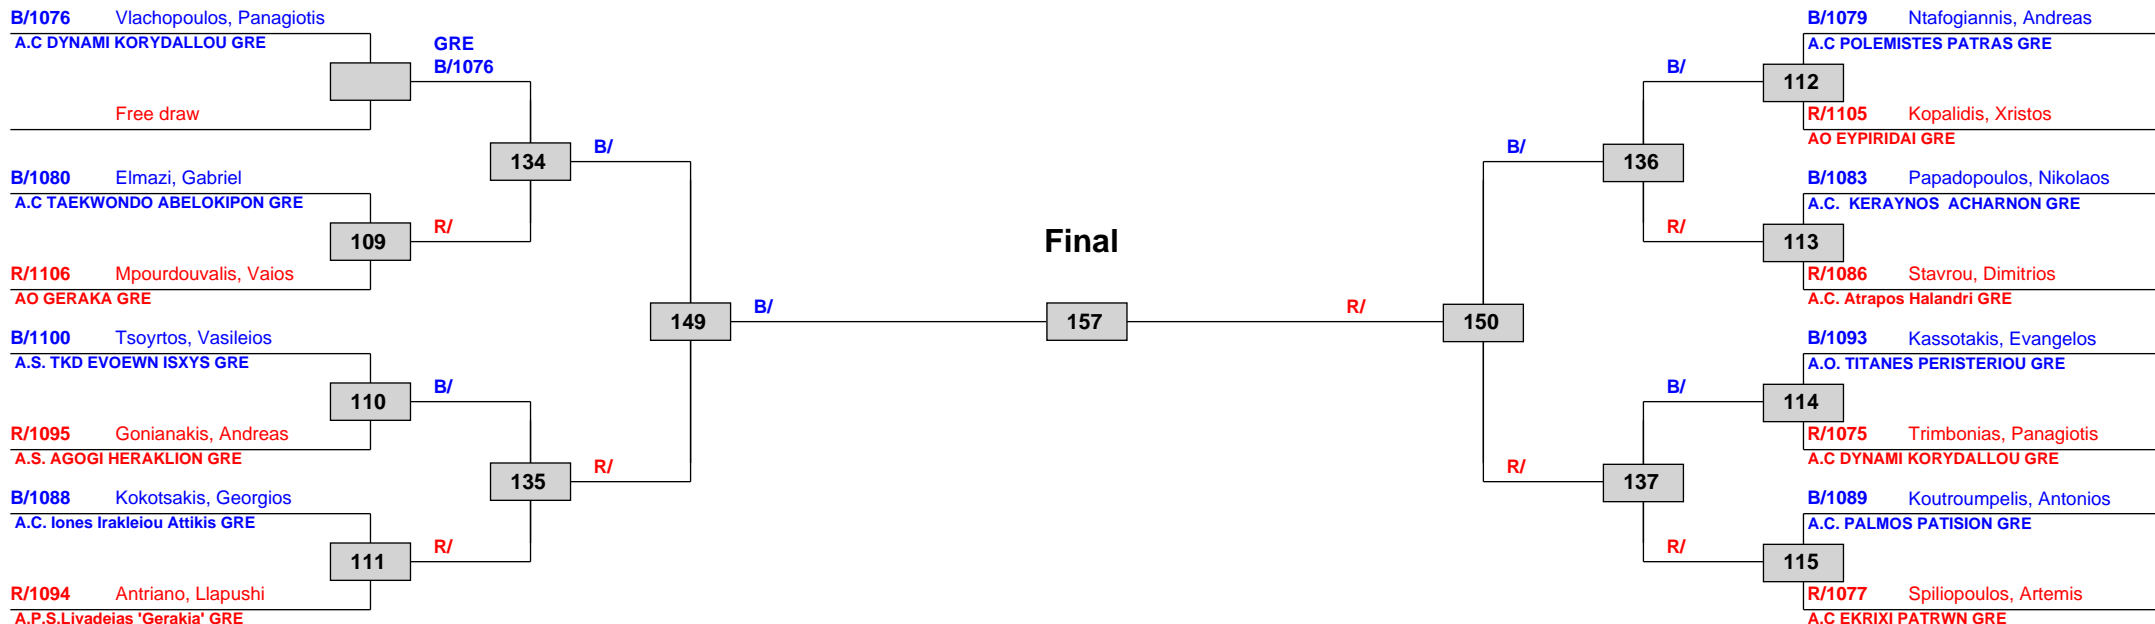 B/1076 Vlachopoulos, Panagiotis
A.C DYNAMI KORYDALLOU GRE
GRE
B/1076
Free draw
134
B/
B/1080 Elmazi, Gabriel
A.C TAEKWONDO ABELOKIPON GRE
109
R/
R/1106 Mpourdouvalis, Vaios
AO GERAKA GRE
149
B/
B/1100 Tsoyrtos, Vasileios
A.S. TKD EVOEWN ISXYS GRE
110
B/
R/1095 Gonianakis, Andreas
A.S. AGOGI HERAKLION GRE
135
R/
B/1088 Kokotsakis, Georgios
A.C. Iones Irakleiou Attikis GRE
111
R/
R/1094 Antriano, Llapushi
A.P.S.Livadeias 'Gerakia' GRE
Final
157
B/1079 Ntafogiannis, Andreas
A.C POLEMISTES PATRAS GRE
B/
112
R/1105 Kopalidis, Xristos
AO EYPIRIDAI GRE
B/
136
B/1083 Papadopoulos, Nikolaos
A.C. KERAYNOS ACHARNON GRE
R/
113
R/1086 Stavrou, Dimitrios
A.C. Atrapos Halandri GRE
R/
150
B/1093 Kassotakis, Evangelos
A.O. TITANES PERISTERIOU GRE
B/
114
R/1075 Trimbonias, Panagiotis
A.C DYNAMI KORYDALLOU GRE
R/
137
B/1089 Koutroumpelis, Antonios
A.C. PALMOS PATISION GRE
R/
115
R/1077 Spiliopoulos, Artemis
A.C EKRIXI PATRWN GRE